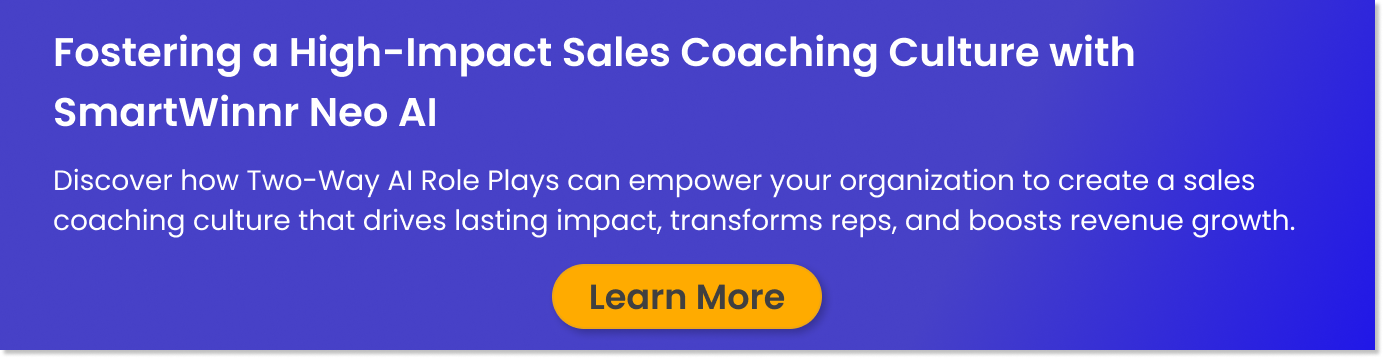 Fostering a High-Impact Sales Coaching Culture with
SmartWinnr Neo AI
Discover how Two-Way AI Role Plays can empower your organization to create a sales
coaching culture that drives lasting impact, transforms reps, and boosts revenue growth.
Learn More